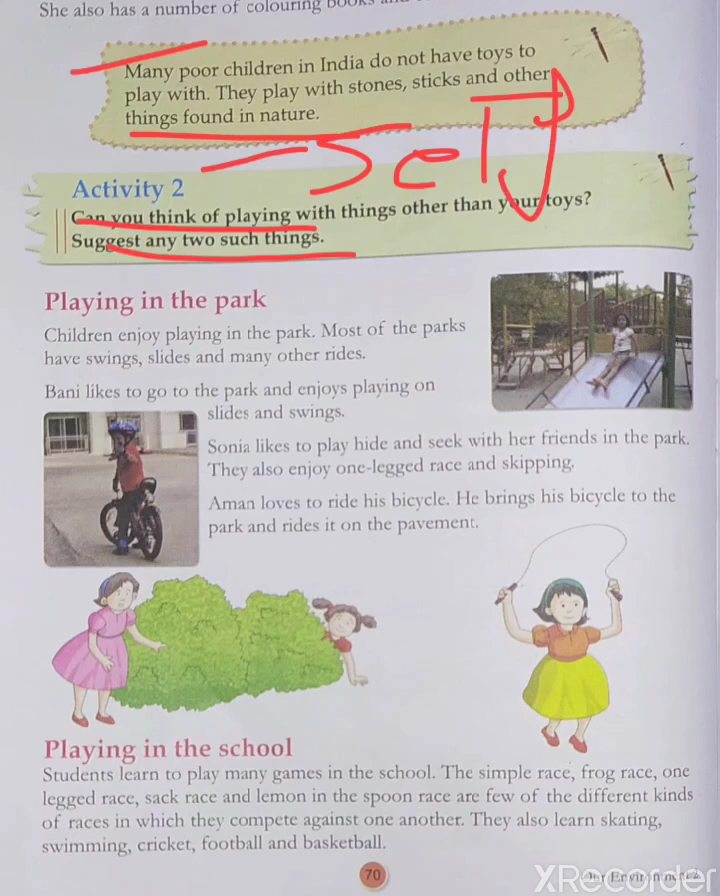 She also has a number of colouring books and
Many poor children in India do not have toys to
play with. They play with stones, sticks and other
things found in nature.
Self
Activity 2
Can you think of playing with things other than your toys?
Suggest any two such things.
Playing in the park
Children enjoy playing in the park. Most of the parks
have swings, slides and many other rides.
Bani likes to go to the park and enjoys playing on
slides and swings.
Sonia likes to play hide and seek with her friends in the park.
They also enjoy one-legged race and skipping.
Aman loves to ride his bicycle. He brings his bicycle to the
park and rides it on the pavement.
Playing in the school
Students learn to play many games in the school. The simple race, frog race, one
legged race, sack race and lemon in the spoon race are few of the different kinds
of races in which they compete against one another. They also learn skating,
swimming, cricket, football and basketball.
70
Our Environment
XRecorder